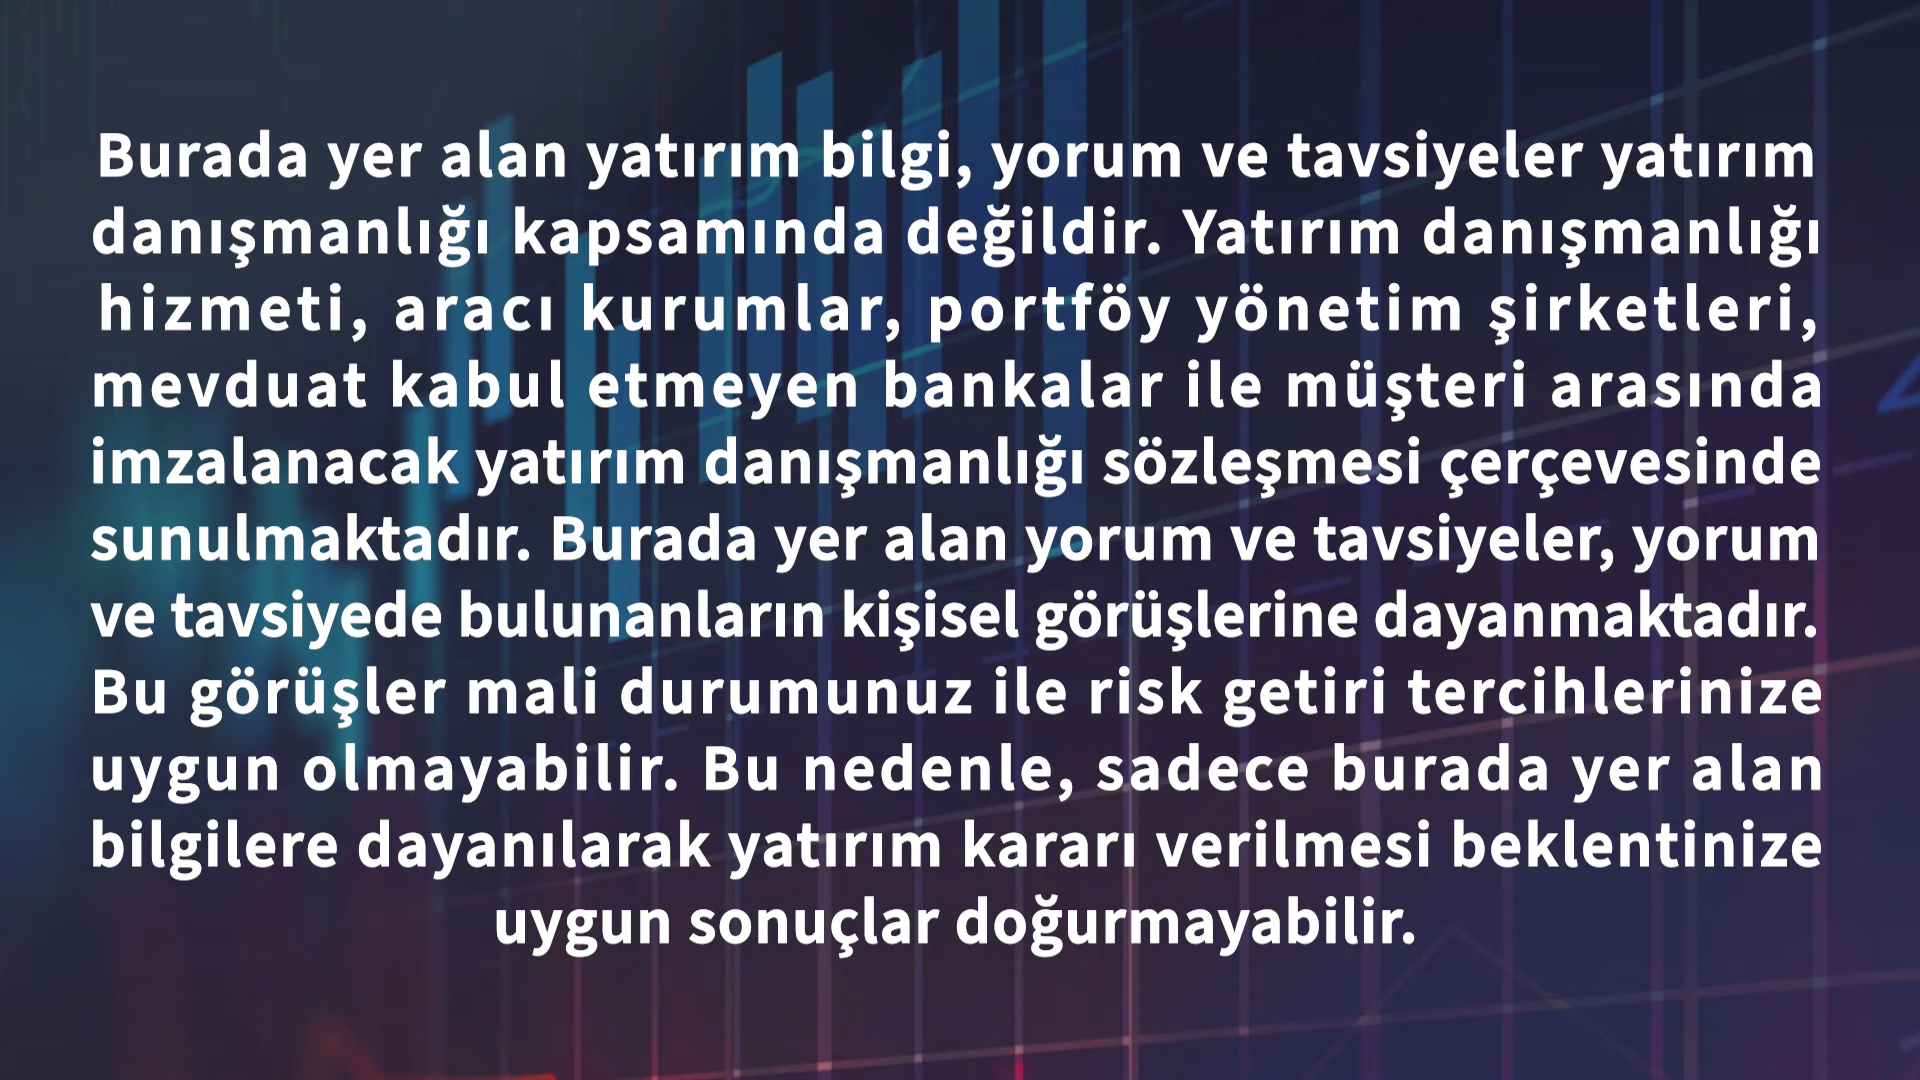 Burada yer alan yatırım bilgi, yorum ve tavsiyeler yatırım
danışmanlığı kapsamında değildir. Yatırım danışmanlığı
hizmeti, aracı kurumlar, portföy yönetim şirketleri,
mevduat kabul etmeyen bankalar ile müşteri arasında
imzalanacak yatırım danışmanlığı sözleşmesi çerçevesinde
sunulmaktadır. Burada yer alan yorum ve tavsiyeler, yorum
ve tavsiyede bulunanların kişisel görüşlerine dayanmaktadır.
Bu görüşler mali durumunuz ile risk getiri tercihlerinize
uygun olmayabilir. Bu nedenle, sadece burada yer alan
bilgilere dayanılarak yatırım kararı verilmesi beklentinize
uygun sonuçlar doğurmayabilir.